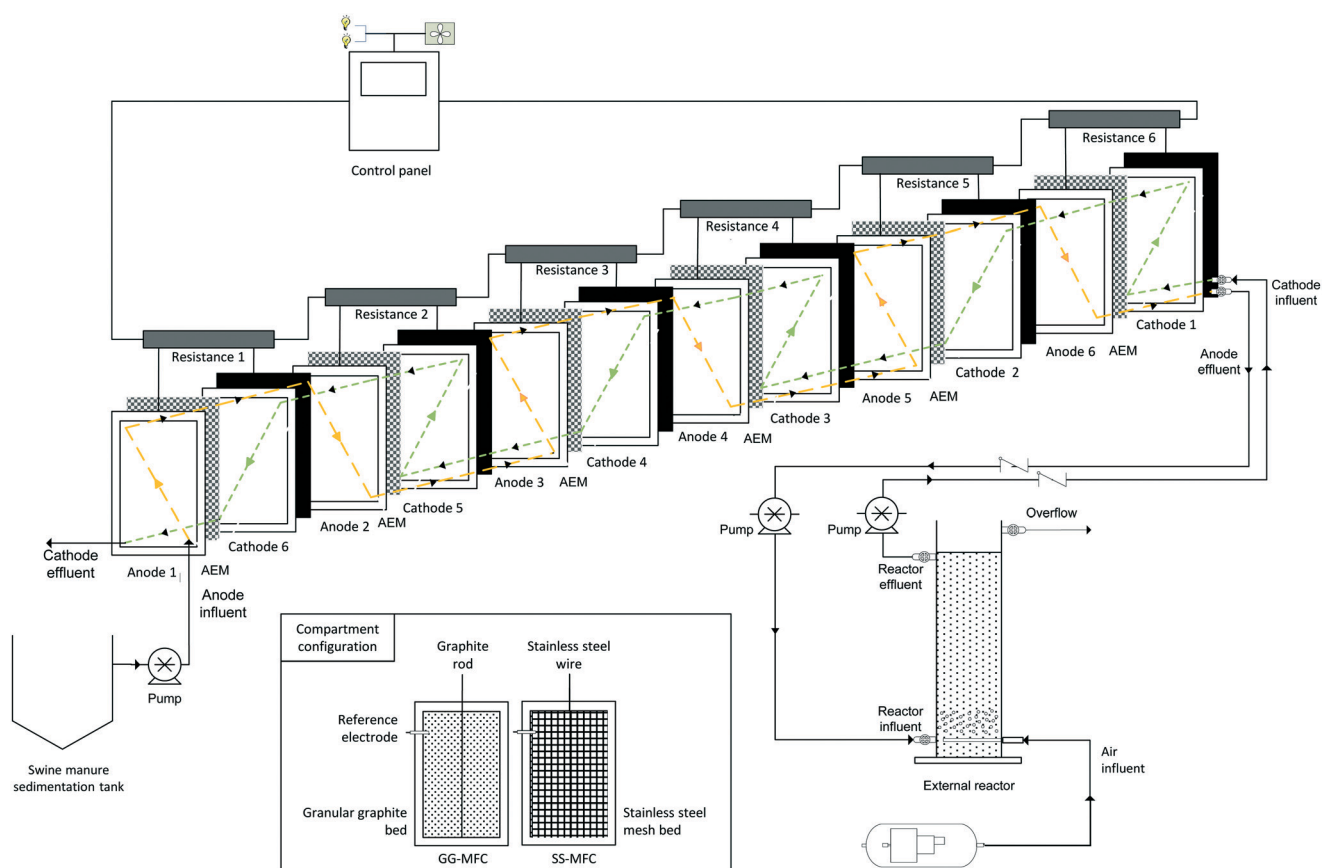 Control panel
Resistance 6
Resistance 5
Resistance 4
Resistance 3
Resistance 2
Resistance 1
Cathode
influent
Cathode 1
AEM
Anode 6
Anode
effluent
Cathode 2
AEM
Anode 5
Cathode 3
AEM
Anode 4
Cathode 4
AEM
Anode 3
Cathode 5
AEM
Anode 2
Cathode 6
AEM
Anode 1
Cathode
effluent
Anode
influent
Pump
Swine manure
sedimentation tank
Pump
Pump
Overflow
Reactor
effluent
Reactor
influent
Air
influent
External reactor
Compartment
configuration
Graphite
rod
Stainless steel
wire
Reference
electrode
Granular graphite
bed
Stainless steel
mesh bed
GG-MFC
SS-MFC